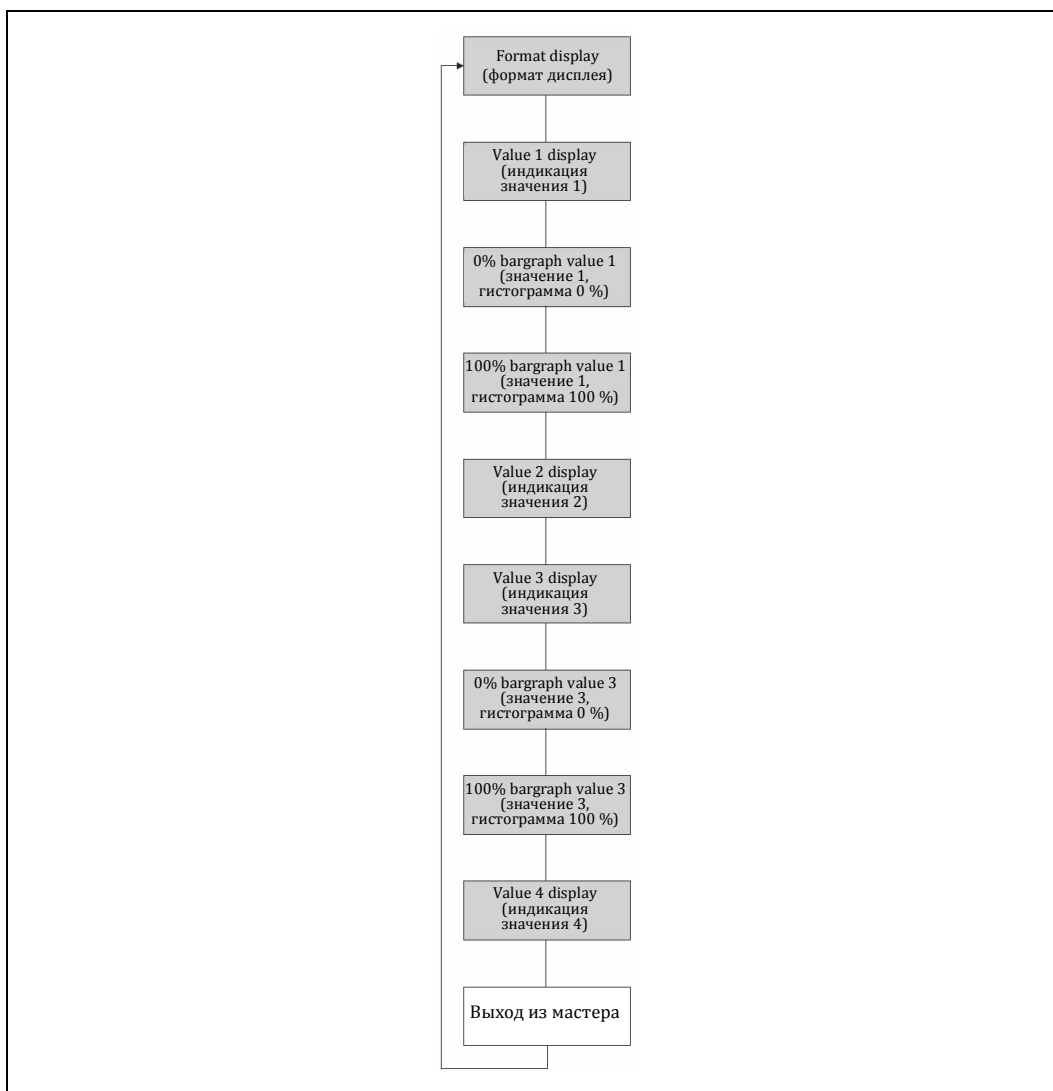 Format display
(формат дисплея)
Value 1 display
(индикация
значения 1)
0% bargraph value 1
(значение 1,
гистограмма 0 %)
100% bargraph value 1
(значение 1,
гистограмма 100 %)
Value 2 display
(индикация
значения 2)
Value 3 display
(индикация
значения 3)
0% bargraph value 3
(значение 3,
гистограмма 0 %)
100% bargraph value 3
(значение 3,
гистограмма 100 %)
Value 4 display
(индикация
значения 4)
Выход из мастера